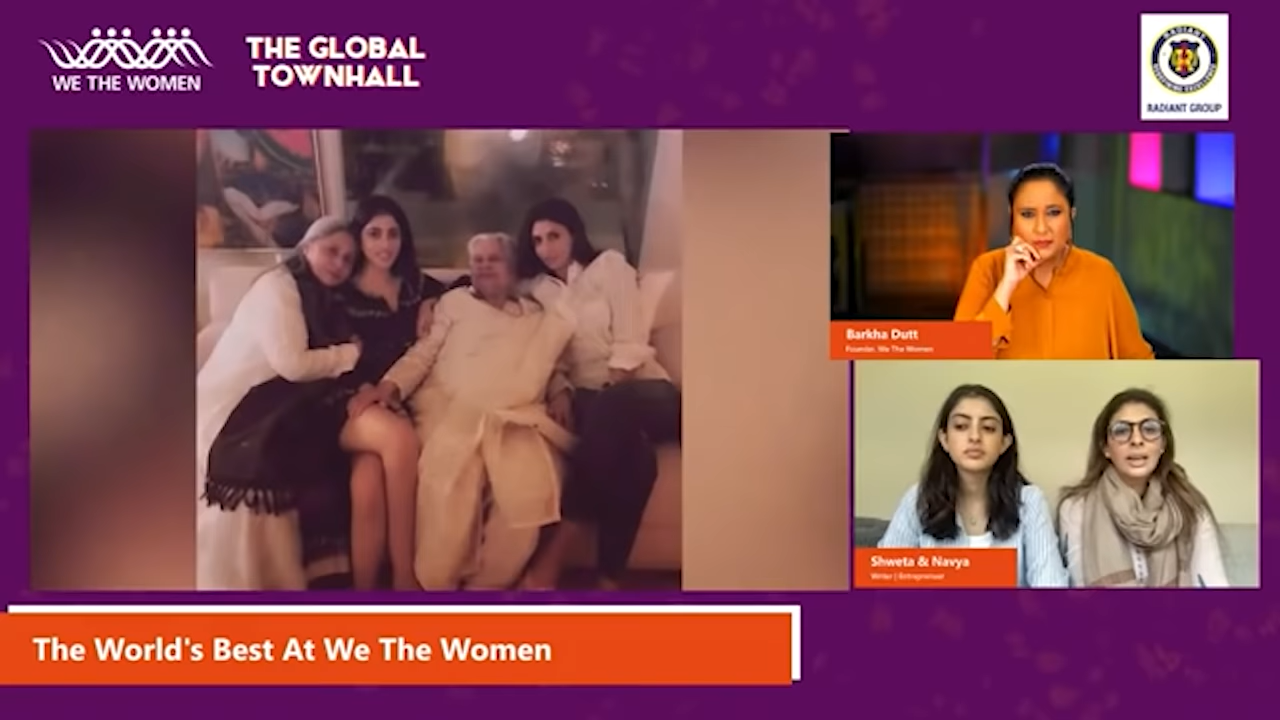 WE THE WOMEN
THE GLOBAL
TOWNHALL
RADIANT
RADIANT GROUP
Barkha Dutt
Founder, We The Women
Shweta & Navya
Writer | Entrepreneur
The World's Best At We The Women